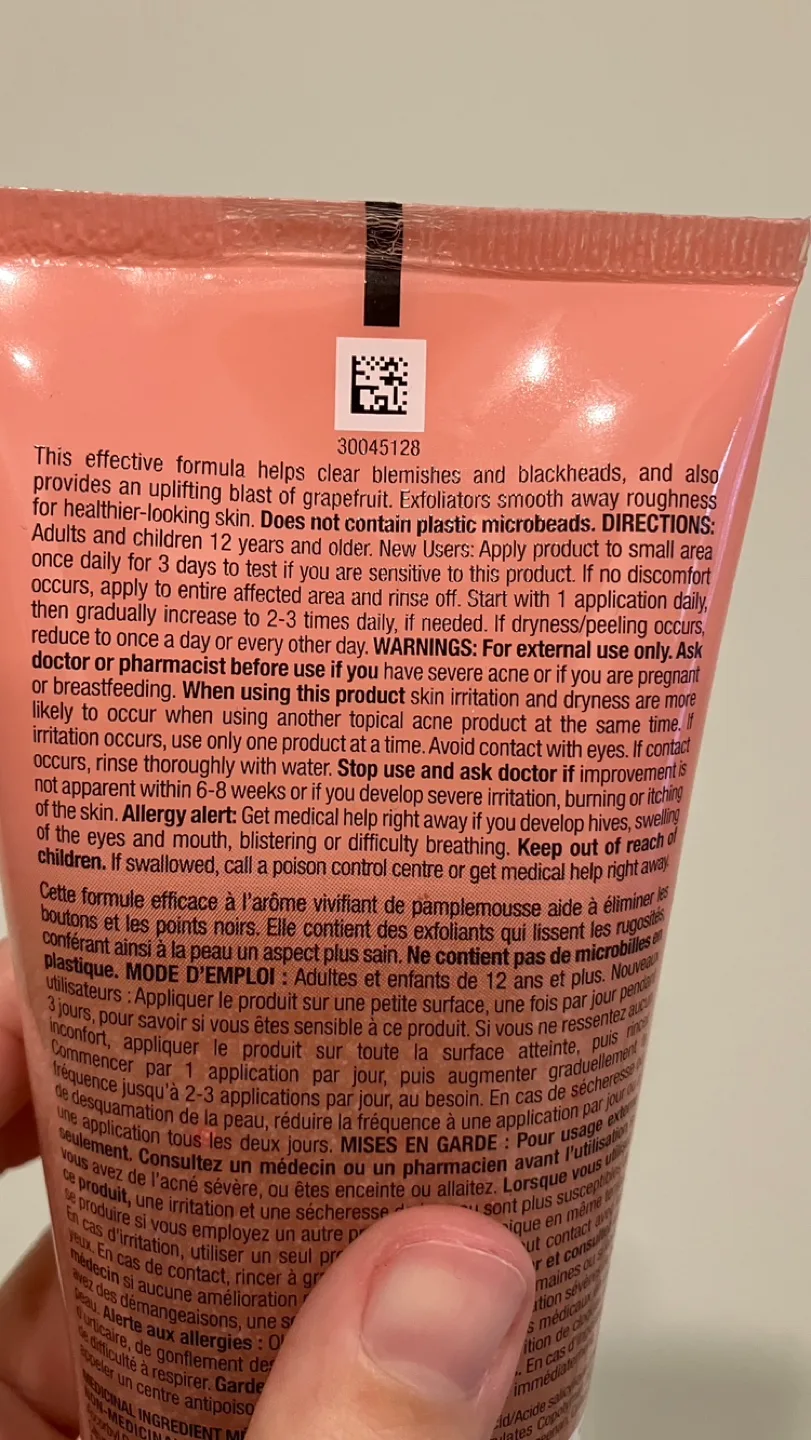 30045128
This effective formula helps clear blemishes and blackheads, and also
provides an uplifting blast of grapefruit. Exfoliators smooth away roughness
for healthier-looking skin. Does not contain plastic microbeads. DIRECTIONS:
Adults and children 12 years and older. New Users: Apply product to small area
once daily for 3 days to test if you are sensitive to this product. If no discomfort
occurs, apply to entire affected area and rinse off. Start with 1 application daily,
then gradually increase to 2-3 times daily, if needed. If dryness/peeling occurs,
reduce to once a day or every other day. WARNINGS: For external use only. Ask
doctor or pharmacist before use if you have severe acne or if you are pregnant
or breastfeeding. When using this product skin irritation and dryness are more
likely to occur when using another topical acne product at the same time. If
irritation occurs, use only one product at a time. Avoid contact with eyes. If contact
occurs, rinse thoroughly with water. Stop use and ask doctor if improvement is
not apparent within 6-8 weeks or if you develop severe irritation, burning or itching
of the skin. Allergy alert: Get medical help right away if you develop hives, swelling
of the eyes and mouth, blistering or difficulty breathing. Keep out of reach of
children. If swallowed, call a poison control centre or get medical help right away.
Cette formule efficace à l'arôme vivifiant de pamplemousse aide à éliminer les
boutons et les points noirs. Elle contient des exfoliants qui lissent les rugosités
conférant ainsi à la peau un aspect plus sain. Ne contient pas de microbilles en
plastique. MODE D'EMPLOI : Adultes et enfants de 12 ans et plus. Nouveaux
utilisateurs : Appliquer le produit sur une petite surface, une fois par jour pendant
3 jours, pour savoir si vous êtes sensible à ce produit. Si vous ne ressentez aucun
inconfort, appliquer le produit sur toute la surface atteinte, puis rincer
Commencer par 1 application par jour, puis augmenter graduellement
fréquence jusqu'à 2-3 applications par jour, au besoin. En cas de sécheresse
de desquamation de la peau, réduire la fréquence à une application par jour
une application tous les deux jours. MISES EN GARDE : Pour usage
seulement. Consultez un médecin ou un pharmacien avant l'utilisation
vous avez de l'acné sévère, ou êtes enceinte ou allaitez. Lorsque vous
ce produit, une irritation et une sécheresse sont plus
se produire si vous employez un autre en même
En cas d'irritation, utiliser un seul contact
yeux. En cas de contact, rincer à et
médecin si aucune amélioration
avez des démangeaisons, une
peau. Alerte aux allergies :
d'urticaire, de gonflement des
de difficulté à respirer. En cas
appeler un centre antipoison
MEDICINAL INGREDIENT